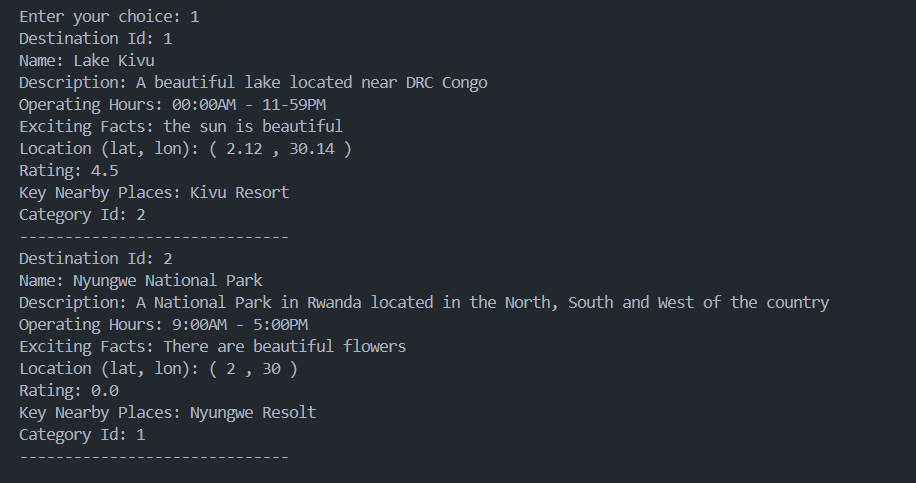 Enter your choice: 1
Destination Id: 1
Name: Lake Kivu
Description: A beautiful lake located near DRC Congo
Operating Hours: 00:00AM - 11-59PM
Exciting Facts: the sun is beautiful
Location (lat, lon): ( 2.12 , 30.14 )
Rating: 4.5
Key Nearby Places: Kivu Resort
Category Id: 2
------------------------------
Destination Id: 2
Name: Nyungwe National Park
Description: A National Park in Rwanda located in the North, South and West of the country
Operating Hours: 9:00AM - 5:00PM
Exciting Facts: There are beautiful flowers
Location (lat, lon): ( 2 , 30 )
Rating: 0.0
Key Nearby Places: Nyungwe Resolt
Category Id: 1
------------------------------